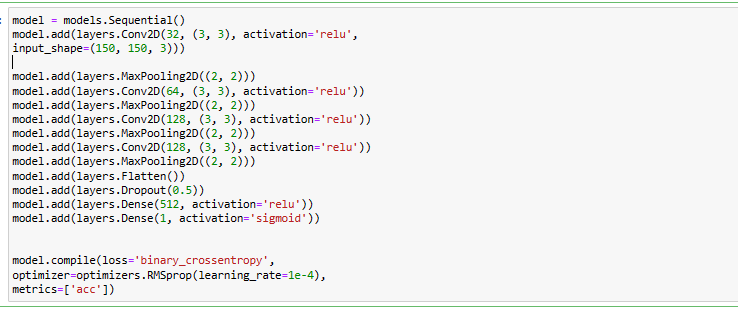 model = models.Sequential()
model.add(layers.Conv2D(32, (3, 3), activation='relu',
input_shape=(150, 150, 3)))
model.add(layers.MaxPooling2D((2, 2)))
model.add(layers.Conv2D(64, (3, 3), activation='relu'))
model.add(layers.MaxPooling2D((2, 2)))
model.add(layers.Conv2D(128, (3, 3), activation='relu'))
model.add(layers.MaxPooling2D((2, 2)))
model.add(layers.Conv2D(128, (3, 3), activation='relu'))
model.add(layers.MaxPooling2D((2, 2)))
model.add(layers.Flatten())
model.add(layers.Dropout(0.5))
model.add(layers.Dense(512, activation='relu'))
model.add(layers.Dense(1, activation='sigmoid'))
model.compile(loss='binary_crossentropy',
optimizer=optimizers.RMSprop(learning_rate=1e-4),
metrics=['acc'])